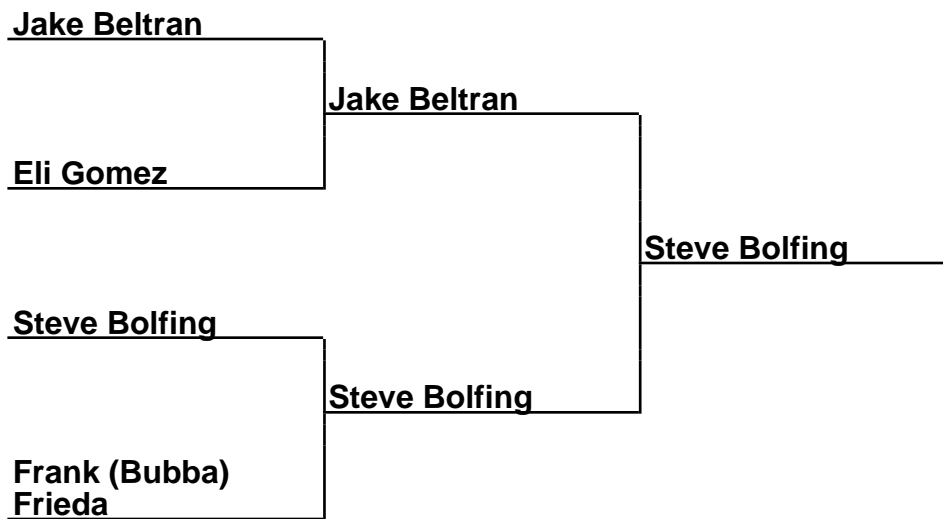 Jake Beltran
Jake Beltran
Eli Gomez
Steve Bolfing
Steve Bolfing
Steve Bolfing
Frank (Bubba)
Frieda